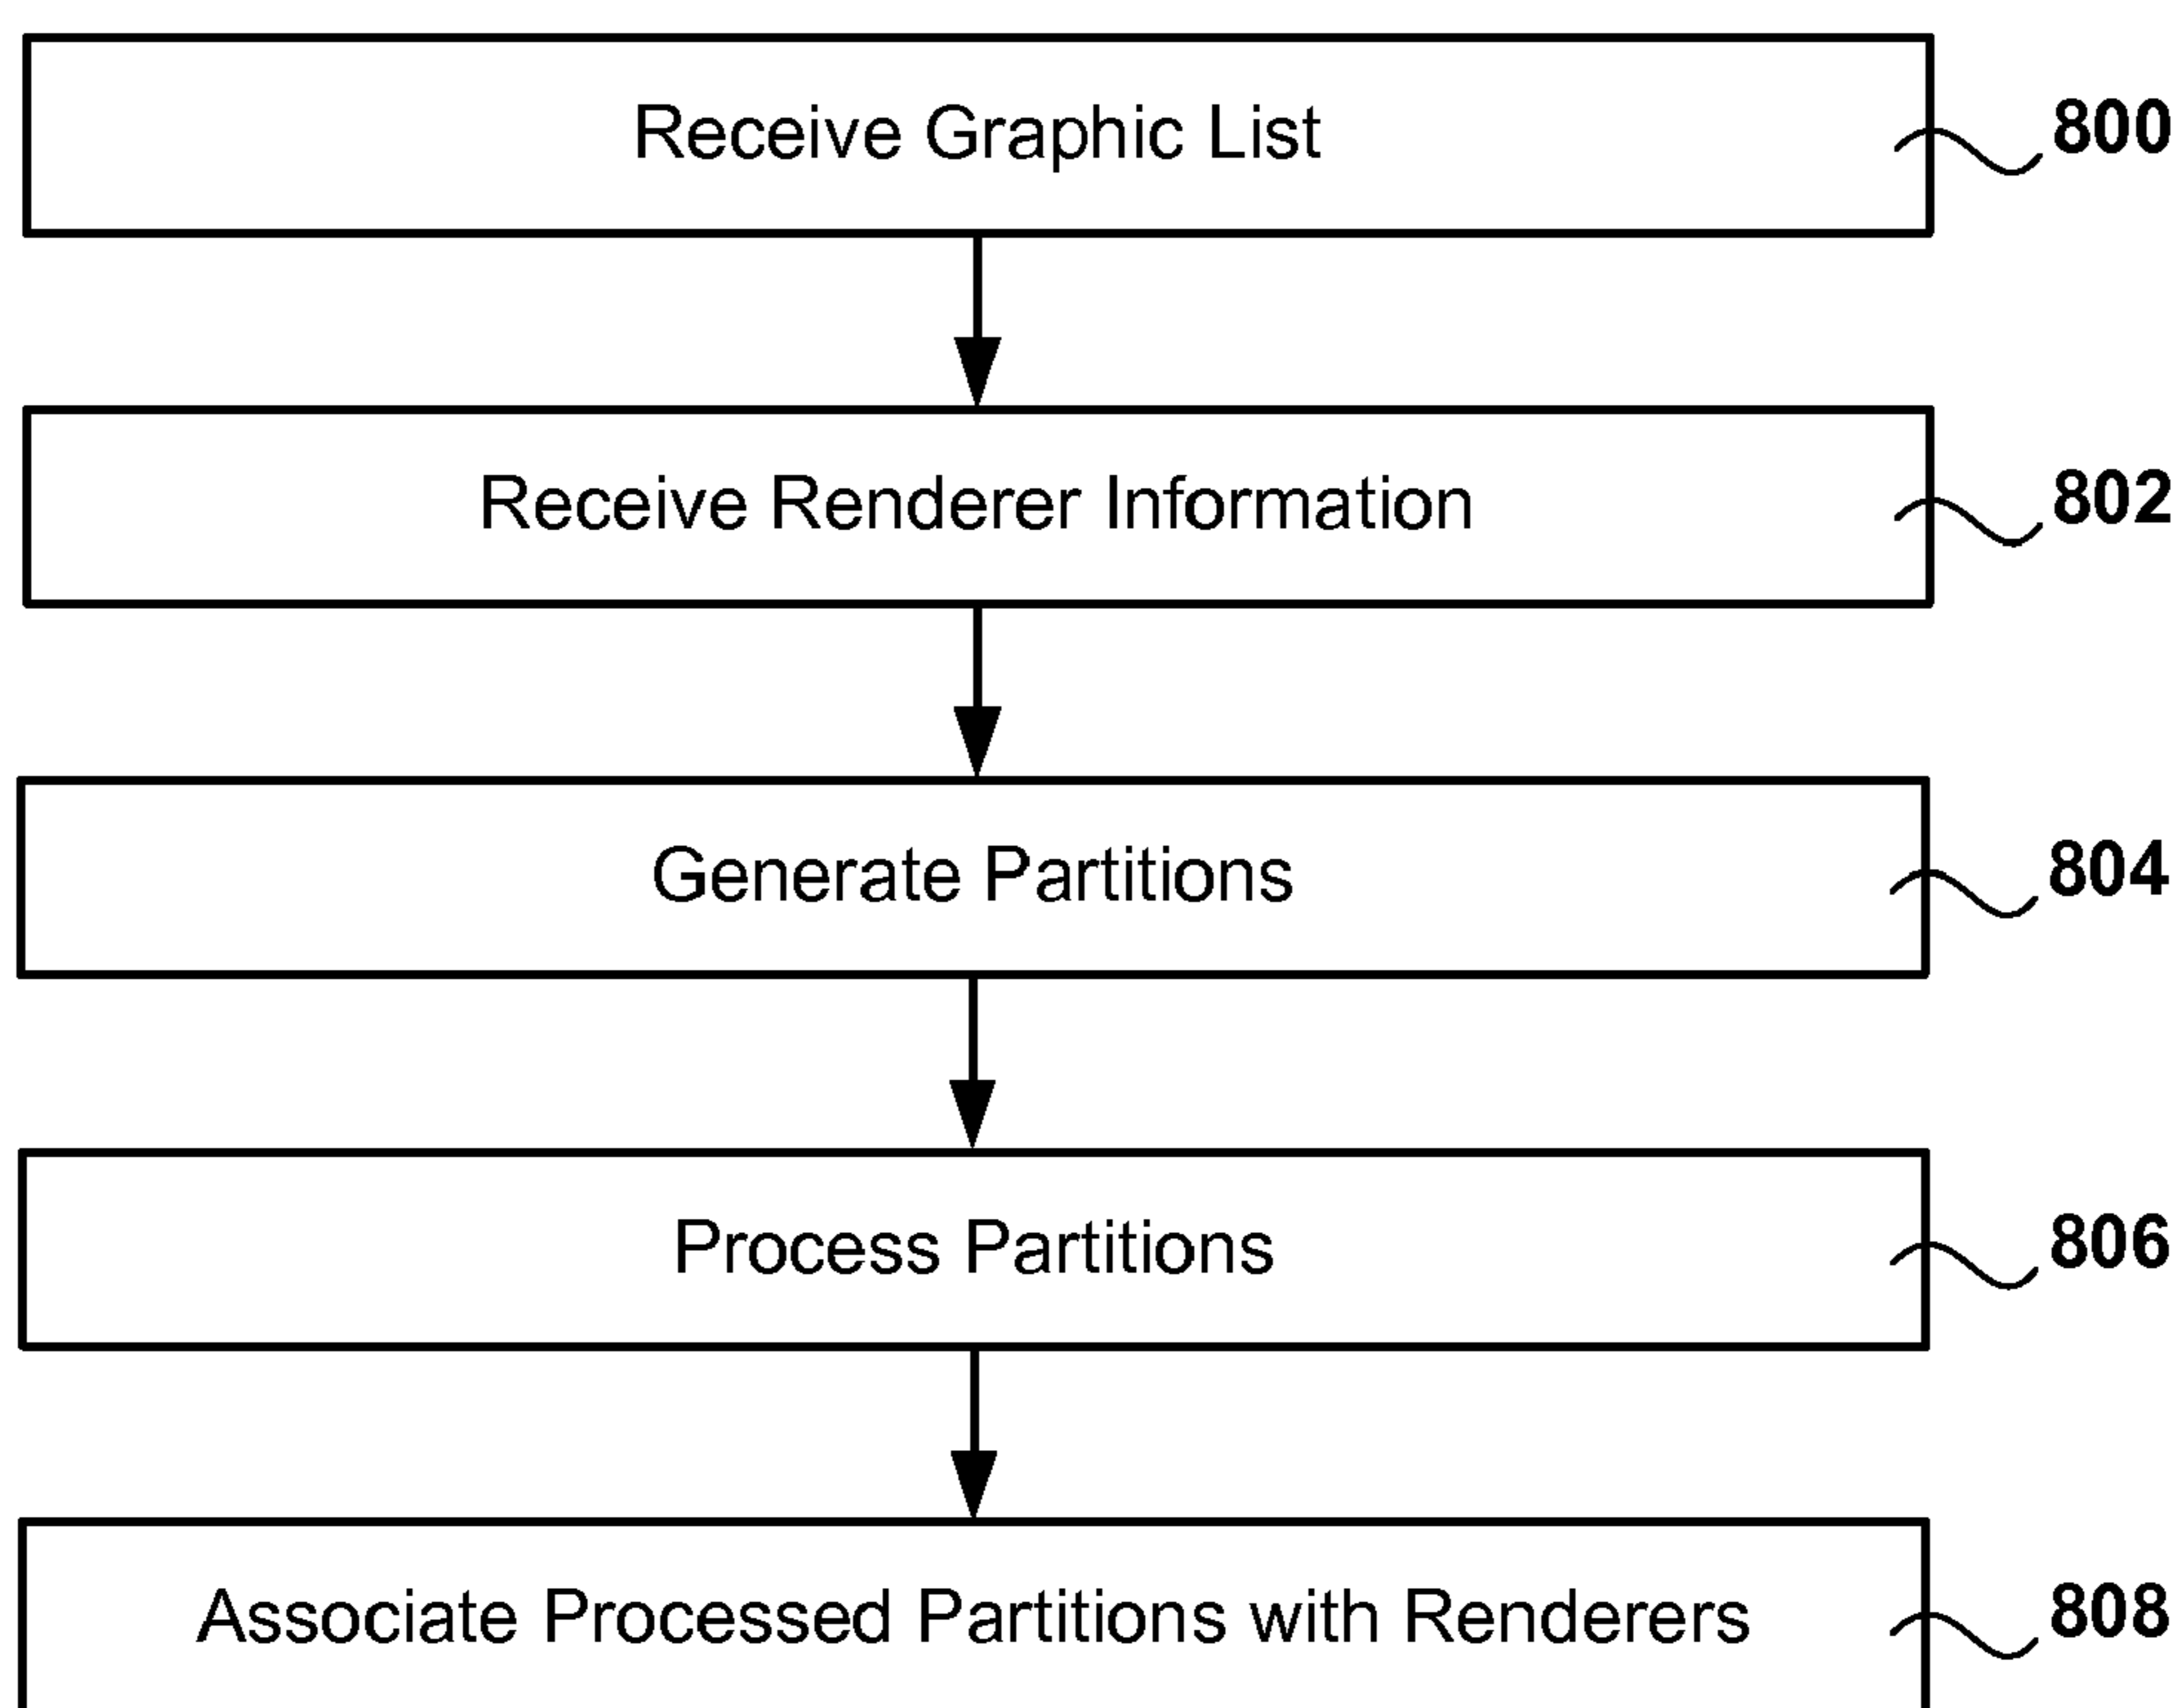 Receive Graphic List
800
Receive Renderer Information
802
Generate Partitions
804
Process Partitions
806
Associate Processed Partitions with Renderers
808